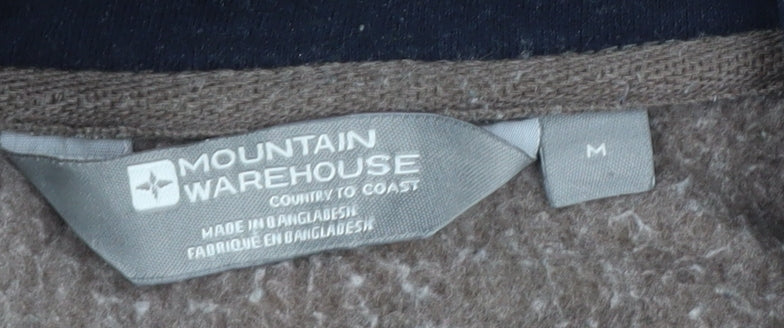 MOUNTAIN
WAREHOUSE
COUNTRY TO COAST
MADE IN BANGLADESH
FABRIQUÉ EN BANGLADESH
M